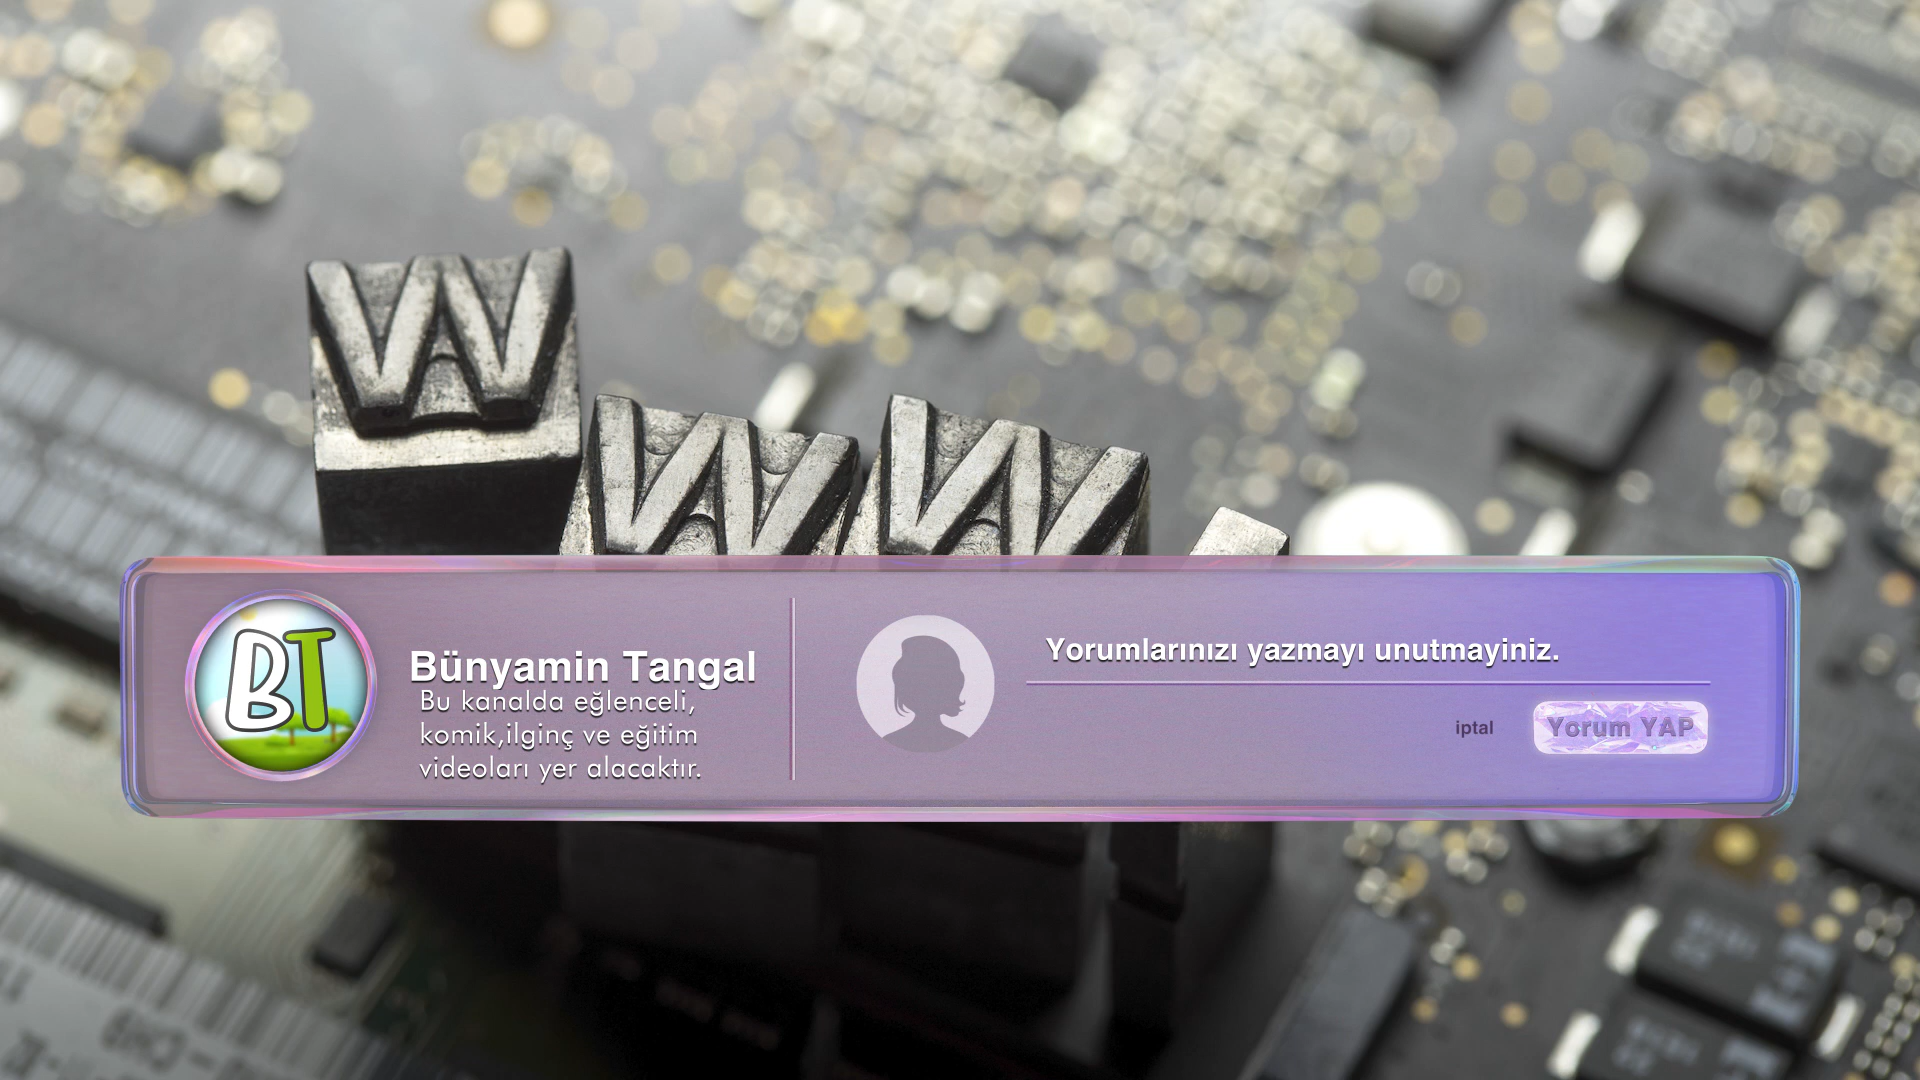 W W W
BT
Bünyamin Tangal
Bu kanalda eğlenceli,
komik,ilginç ve eğitim
videoları yer alacaktır.
Yorumlarınızı yazmayı unutmayiniz.
iptal
Yorum YAP